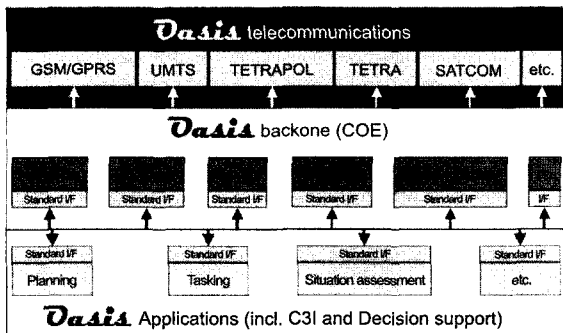 Oasis telecommunications
GSM/GPRS UMTS TETRAPOL TETRA SATCOM etc.
Oasis backone (COE)
Standard I/F Standard I/F Standard I/F Standard I/F Standard I/F I/F
Standard I/F Standard I/F Standard I/F Standard I/F
Planning Tasking Situation assessment etc.
Oasis Applications (incl. C3I and Decision support)